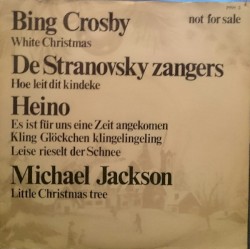 Bing Crosby
not for sale
White Christmas
De Stranovsky zangers
Hoe leit dit kindeke
Heino
Es ist für uns eine Zeit angekomen
Kling Glöckchen klingelingeling/
Leise rieselt der Schnee
Michael Jackson
Little Christmas tree